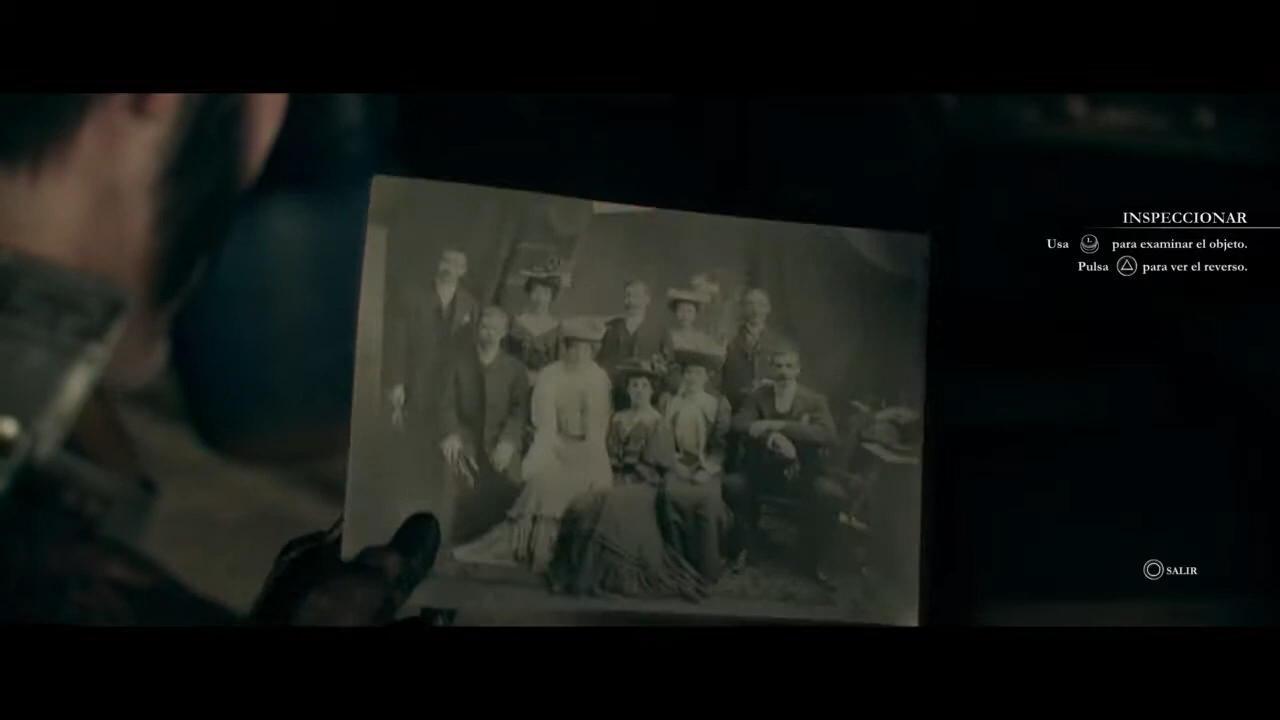 INSPECCIONAR
Usa L para examinar el objeto.
Pulsa para ver el reverso.
SALIR